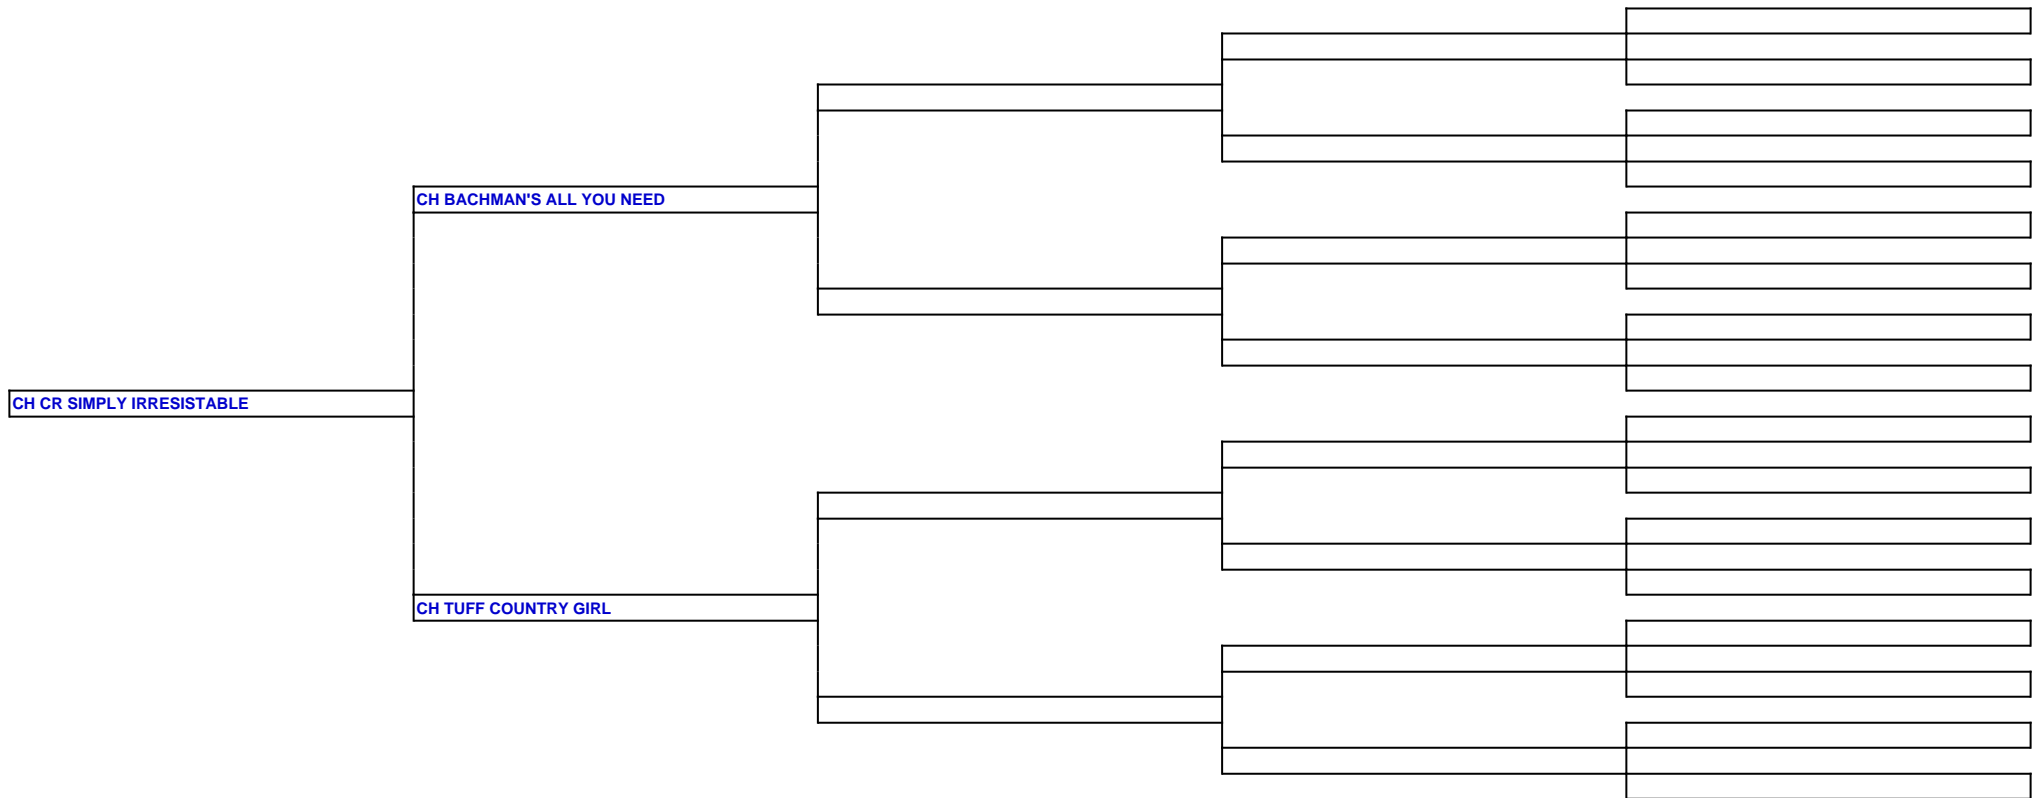 CH BACHMAN'S ALL YOU NEED
CH CR SIMPLY IRRESISTABLE
CH TUFF COUNTRY GIRL